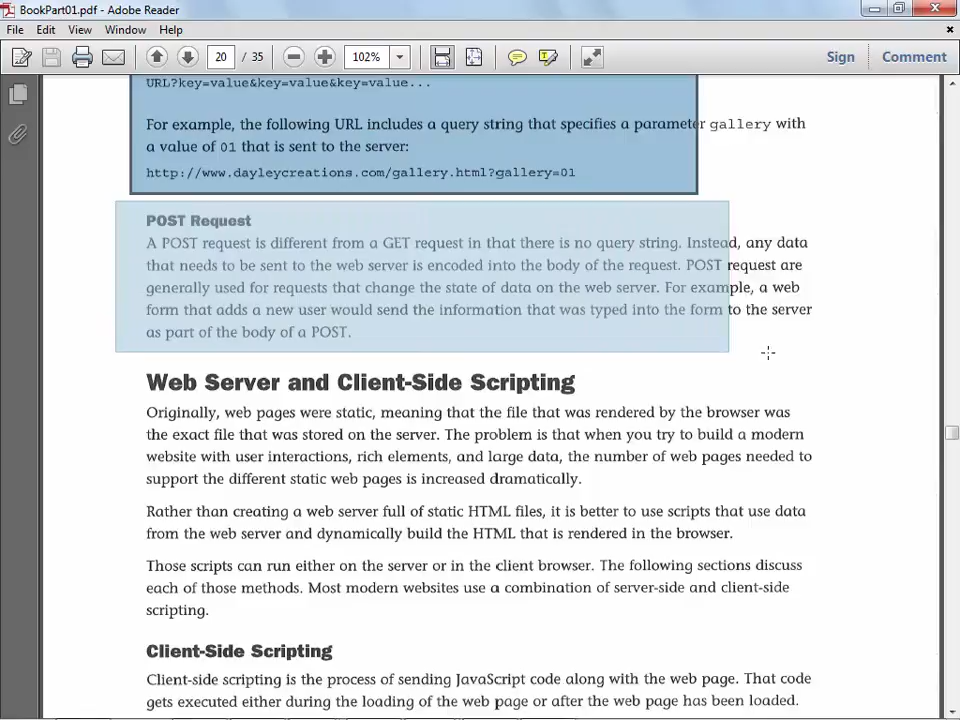 BookPart01.pdf - Adobe Reader
File Edit View Window Help
20 / 35 102% Sign Comment
URL?key=value&key=value&key=value...
For example, the following URL includes a query string that specifies a parameter gallery with
a value of 01 that is sent to the server:
http://www.dayleycreations.com/gallery.html?gallery=01
POST Request
A POST request is different from a GET request in that there is no query string. Instead, any data
that needs to be sent to the web server is encoded into the body of the request. POST request are
generally used for requests that change the state of data on the web server. For example, a web
form that adds a new user would send the information that was typed into the form to the server
as part of the body of a POST.
Web Server and Client-Side Scripting
Originally, web pages were static, meaning that the file that was rendered by the browser was
the exact file that was stored on the server. The problem is that when you try to build a modern
website with user interactions, rich elements, and large data, the number of web pages needed to
support the different static web pages is increased dramatically.
Rather than creating a web server full of static HTML files, it is better to use scripts that use data
from the web server and dynamically build the HTML that is rendered in the browser.
Those scripts can run either on the server or in the client browser. The following sections discuss
each of those methods. Most modern websites use a combination of server-side and client-side
scripting.
Client-Side Scripting
Client-side scripting is the process of sending JavaScript code along with the web page. That code
gets executed either during the loading of the web page or after the web page has been loaded.